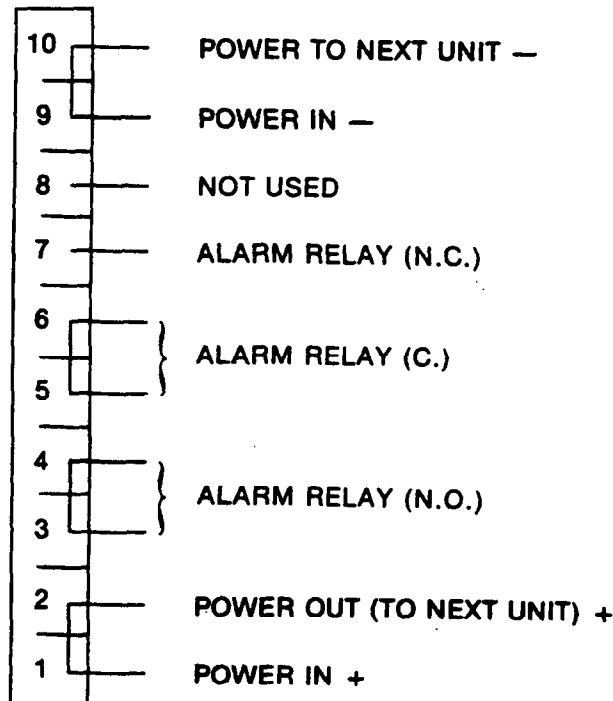 10 POWER TO NEXT UNIT —
9 POWER IN —
8 NOT USED
7 ALARM RELAY (N.C.)
6
ALARM RELAY (C.)
5
4
ALARM RELAY (N.O.)
3
2 POWER OUT (TO NEXT UNIT) +
1 POWER IN +